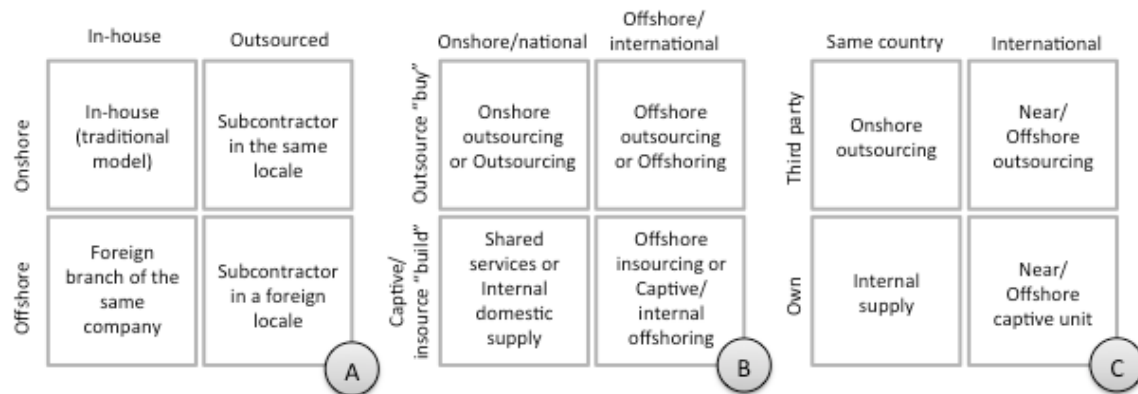 In-house
Outsourced
Onshore
In-house
(traditional
model)
Subcontractor
in the same
locale
Offshore
Foreign
branch of the
same
company
Subcontractor
in a foreign
locale
A
Onshore/national
Offshore/
international
Outsource "buy"
Onshore
outsourcing
or Outsourcing
Offshore
outsourcing
or Offshoring
Captive/
insource "build"
Shared
services or
Internal
domestic
supply
Offshore
insourcing or
Captive/
internal
offshoring
B
Same country
International
Third party
Onshore
outsourcing
Near/
Offshore
outsourcing
Own
Internal
supply
Near/
Offshore
captive unit
C